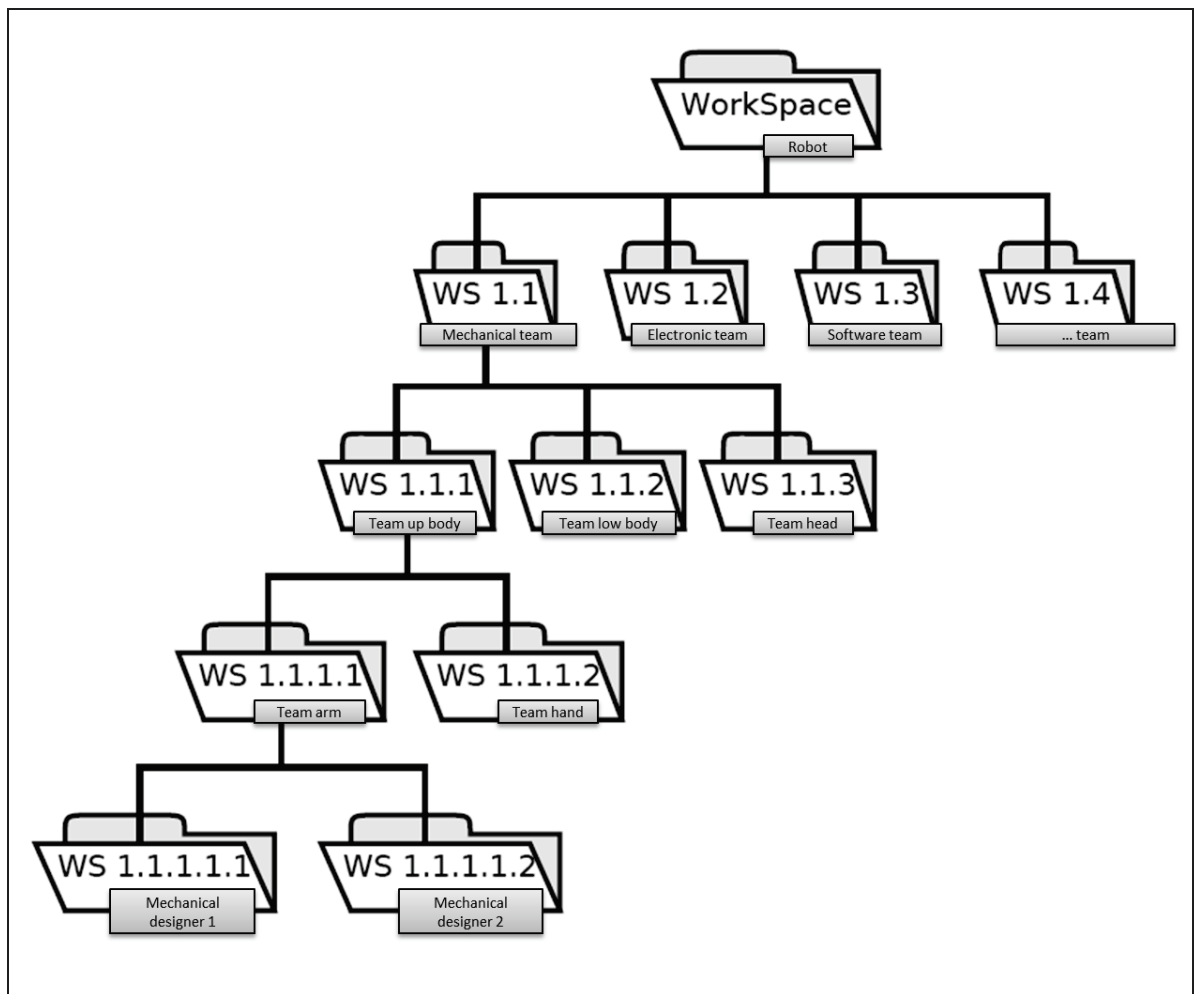 WorkSpace
Robot
WS 1.1
WS 1.2
WS 1.3
WS 1.4
Mechanical team
Electronic team
Software team
... team
WS 1.1.1
WS 1.1.2
WS 1.1.3
Team up body
Team low body
Team head
WS 1.1.1.1
WS 1.1.1.2
Team arm
Team hand
WS 1.1.1.1.1
WS 1.1.1.1.2
Mechanical
designer 1
Mechanical
designer 2